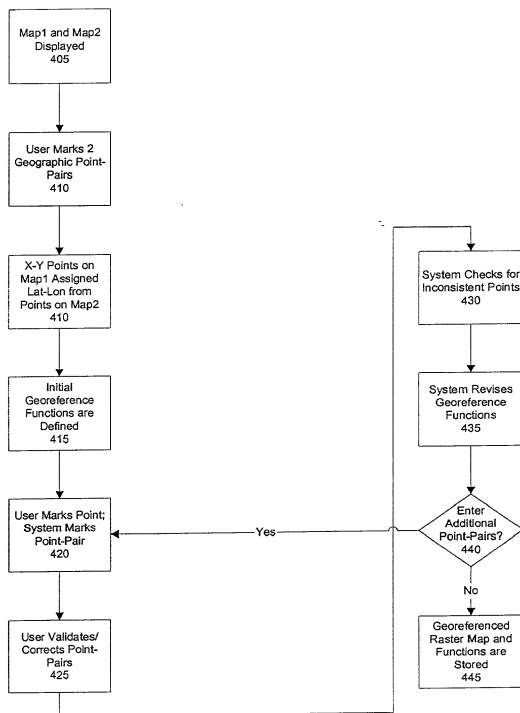 Map1 and Map2
Displayed
405
User Marks 2
Geographic Point-
Pairs
410
X-Y Points on
Map1 Assigned
Lat-Lon from
Points on Map2
410
Initial
Georeference
Functions are
Defined
415
User Marks Point;
System Marks
Point-Pair
420
User Validates/
Corrects Point-
Pairs
425
System Checks for
Inconsistent Points
430
System Revises
Georeference
Functions
435
Enter
Additional
Point-Pairs?
440
Yes
No
Georeferenced
Raster Map and
Functions are
Stored
445